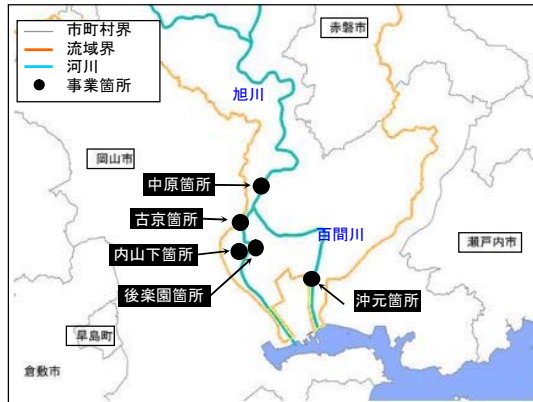 市町村界
流域界
河川
事業箇所
赤磐市
旭川
岡山市
中原箇所
古京箇所
百間川
内山下箇所
瀬戸内市
後楽園箇所
沖元箇所
早島町
倉敷市